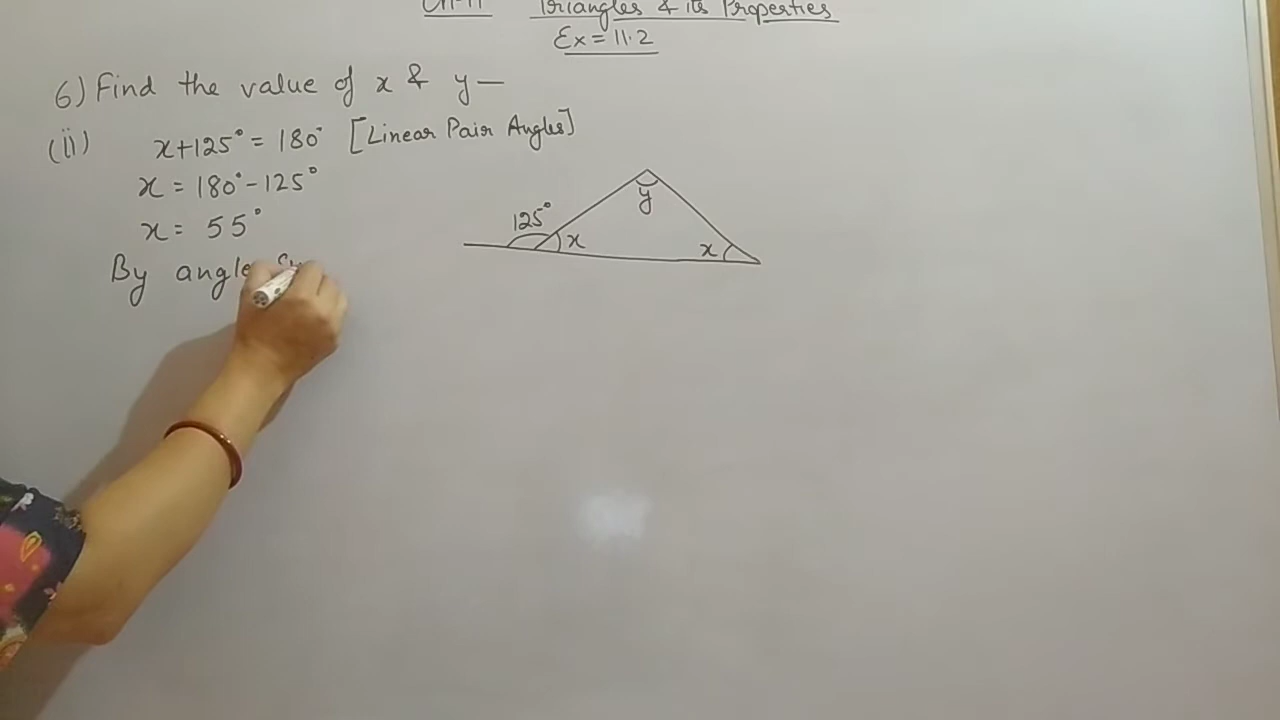 Triangles & its Properties
Ex = 11.2
6) Find the value of x & y —
(ii) x+125° = 180° [Linear Pair Angles]
x = 180° - 125°
x = 55°
By angle
125°
x
y
x